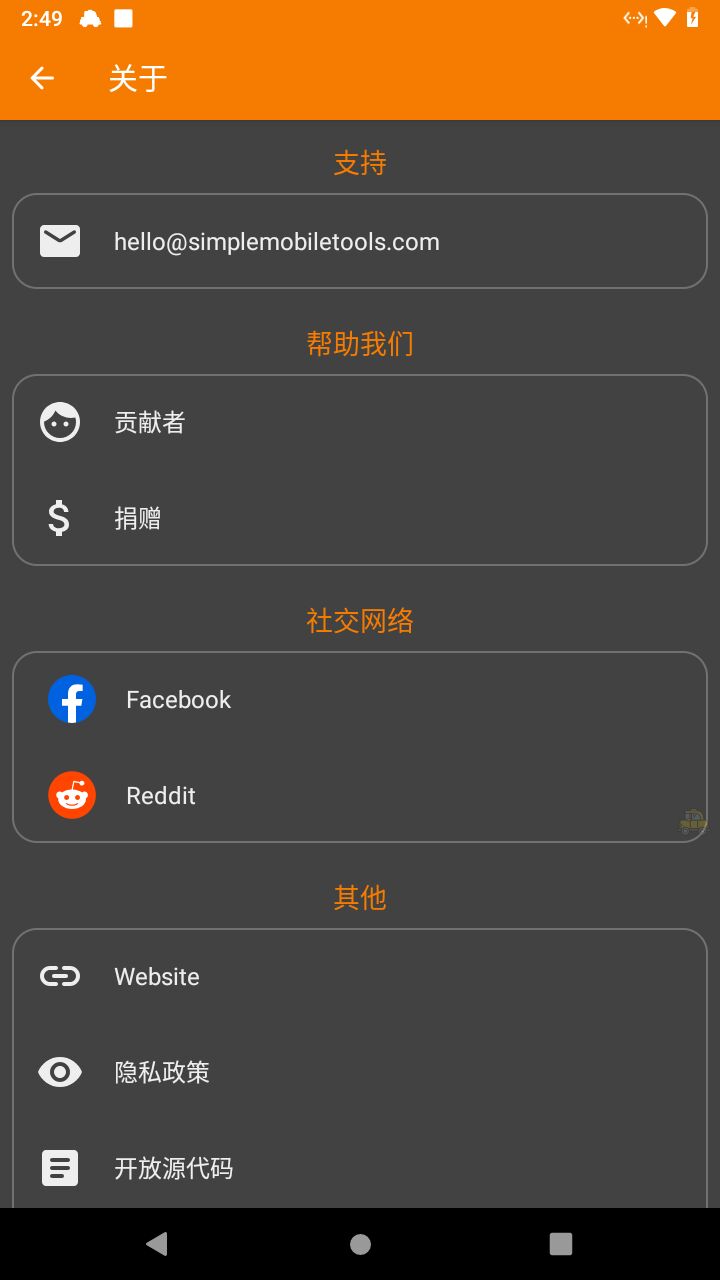 2:49
关于
支持
hello@simplemobiletools.com
帮助我们
贡献者
捐赠
社交网络
Facebook
Reddit
其他
Website
隐私政策
开放源代码